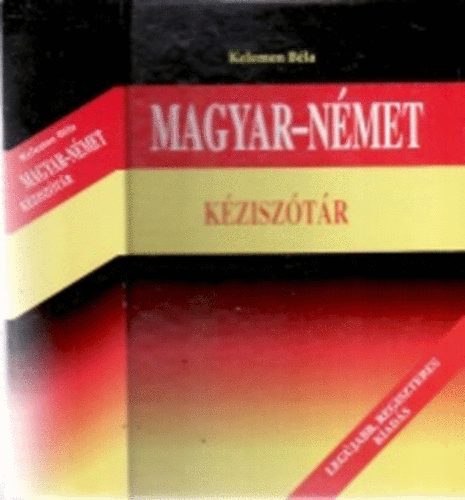 Kelemen Béla
MAGYAR-NÉMET
KÉZISZÓTÁR
Kelemen Béla
MAGYAR-NÉMET
KÉZISZÓTÁR
LEGÚJABB, REGISZTERES
KIADÁS